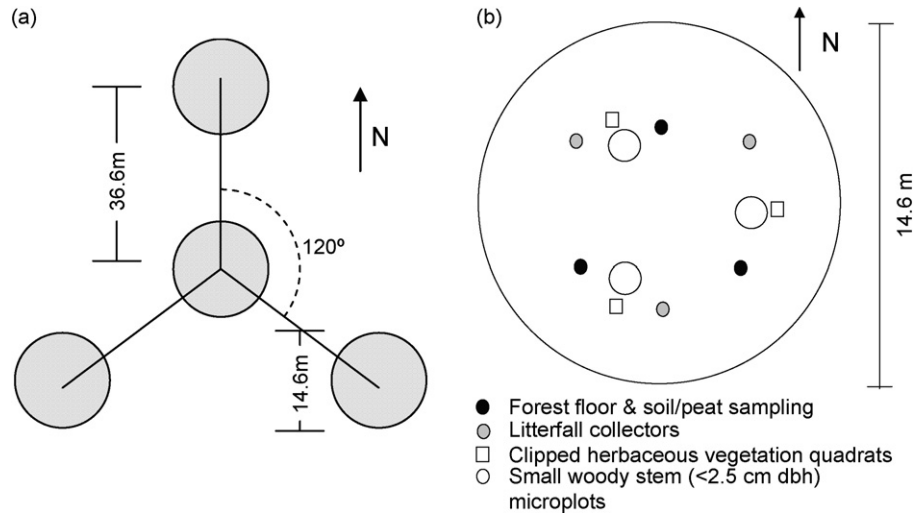 (a)
N
36.6m
120º
14.6m
(b)
N
14.6 m
Forest floor & soil/peat sampling
Litterfall collectors
Clipped herbaceous vegetation quadrats
Small woody stem (<2.5 cm dbh)
microplots